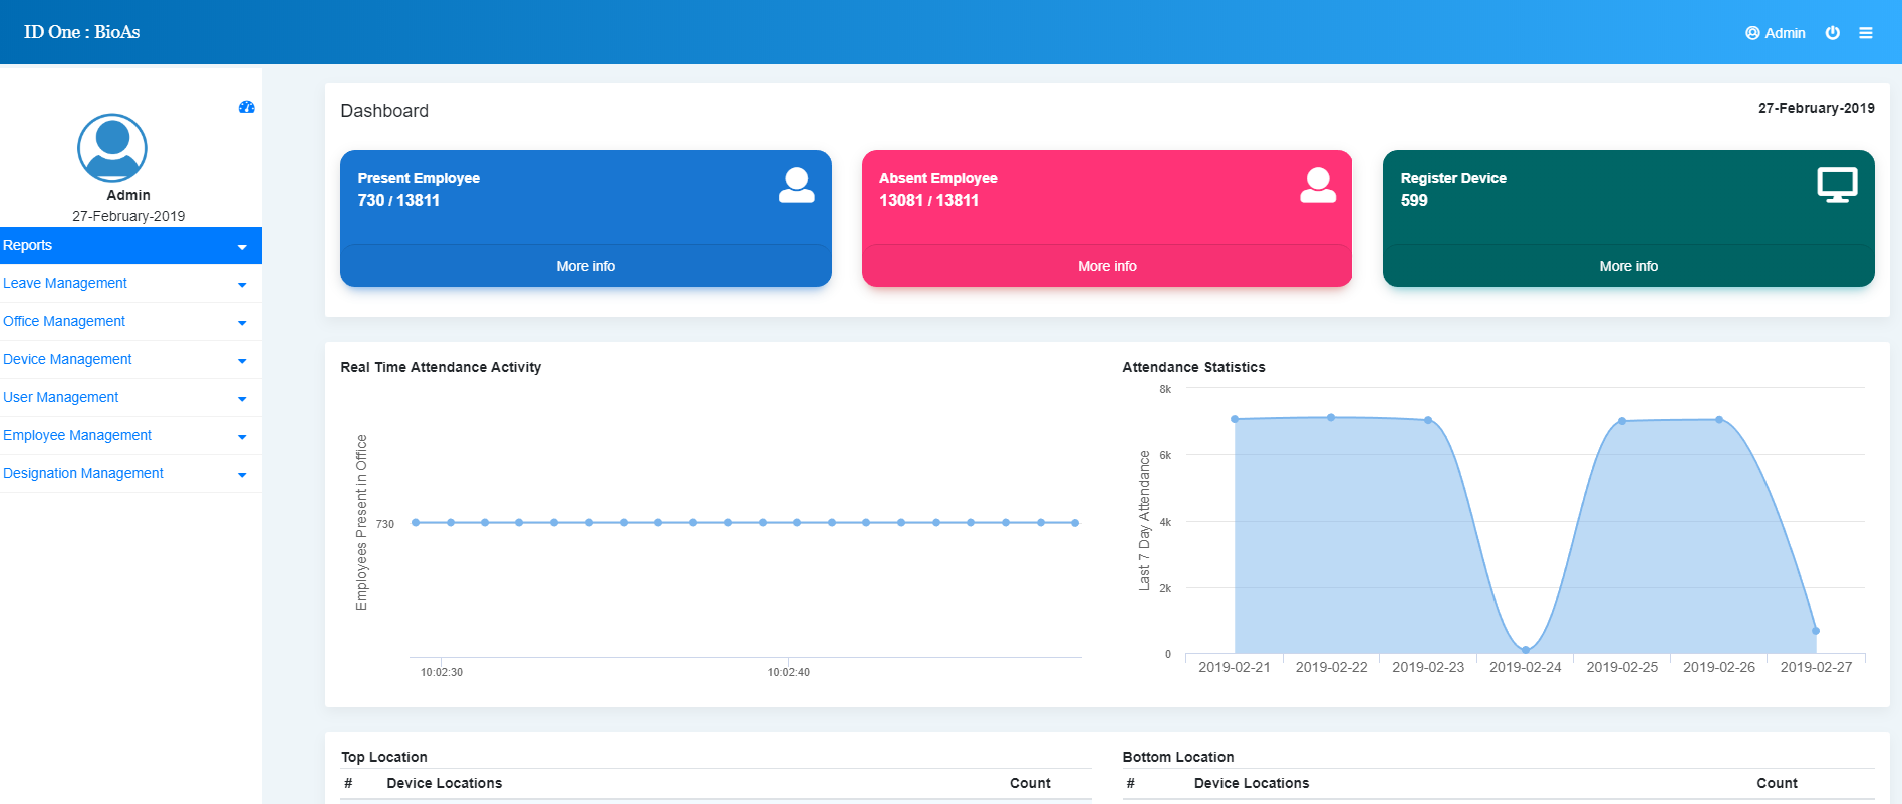 ID One : BioAs
Admin
Admin
27-February-2019
Reports
Leave Management
Office Management
Device Management
User Management
Employee Management
Designation Management
Dashboard
27-February-2019
Present Employee
730 / 13811
More info
Absent Employee
13081 / 13811
More info
Register Device
599
More info
Real Time Attendance Activity
Employees Present in Office
730
10:02:30
10:02:40
Attendance Statistics
Last 7 Day Attendance
8k
6k
4k
2k
0
2019-02-21
2019-02-22
2019-02-23
2019-02-24
2019-02-25
2019-02-26
2019-02-27
Top Location
# Device Locations Count
Bottom Location
# Device Locations Count